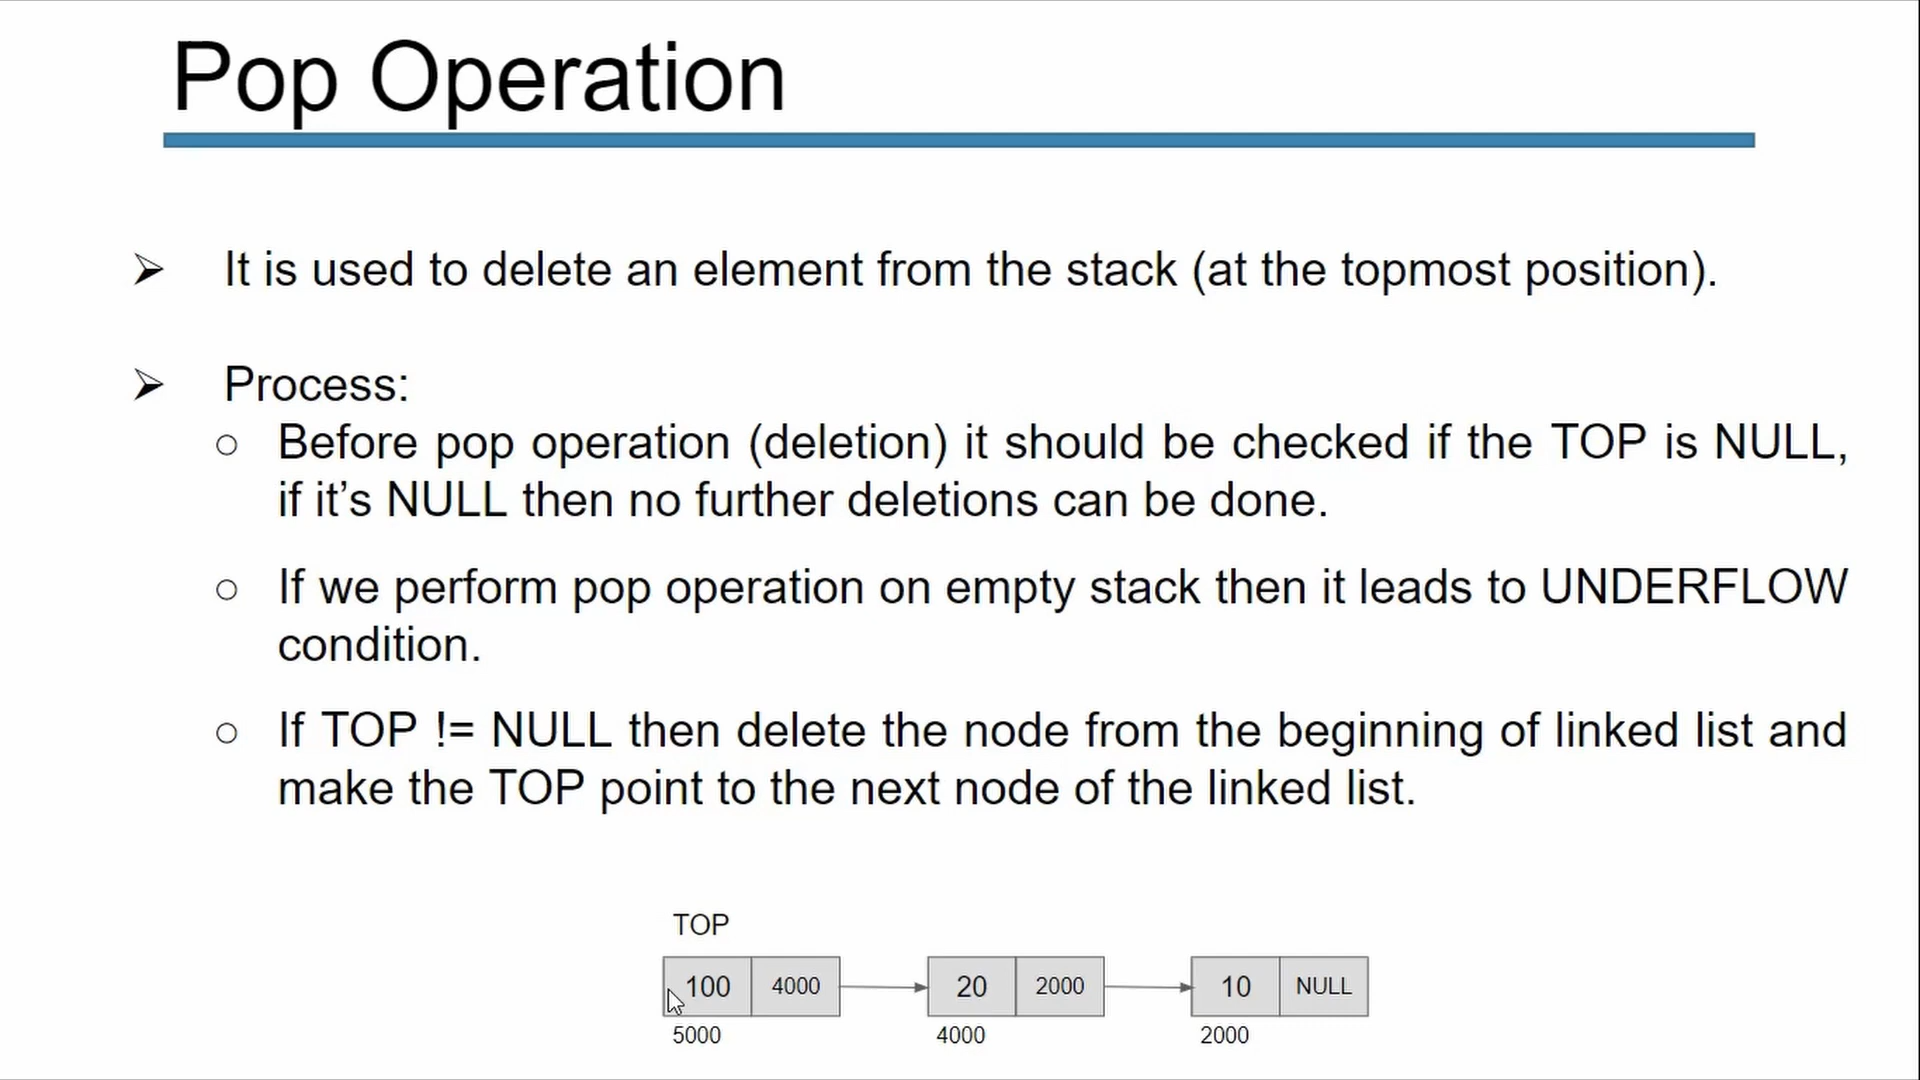 Pop Operation
➢ It is used to delete an element from the stack (at the topmost position).
➢ Process:
○ Before pop operation (deletion) it should be checked if the TOP is NULL,
if it’s NULL then no further deletions can be done.
○ If we perform pop operation on empty stack then it leads to UNDERFLOW
condition.
○ If TOP != NULL then delete the node from the beginning of linked list and
make the TOP point to the next node of the linked list.
TOP
100 4000 20 2000 10 NULL
5000 4000 2000